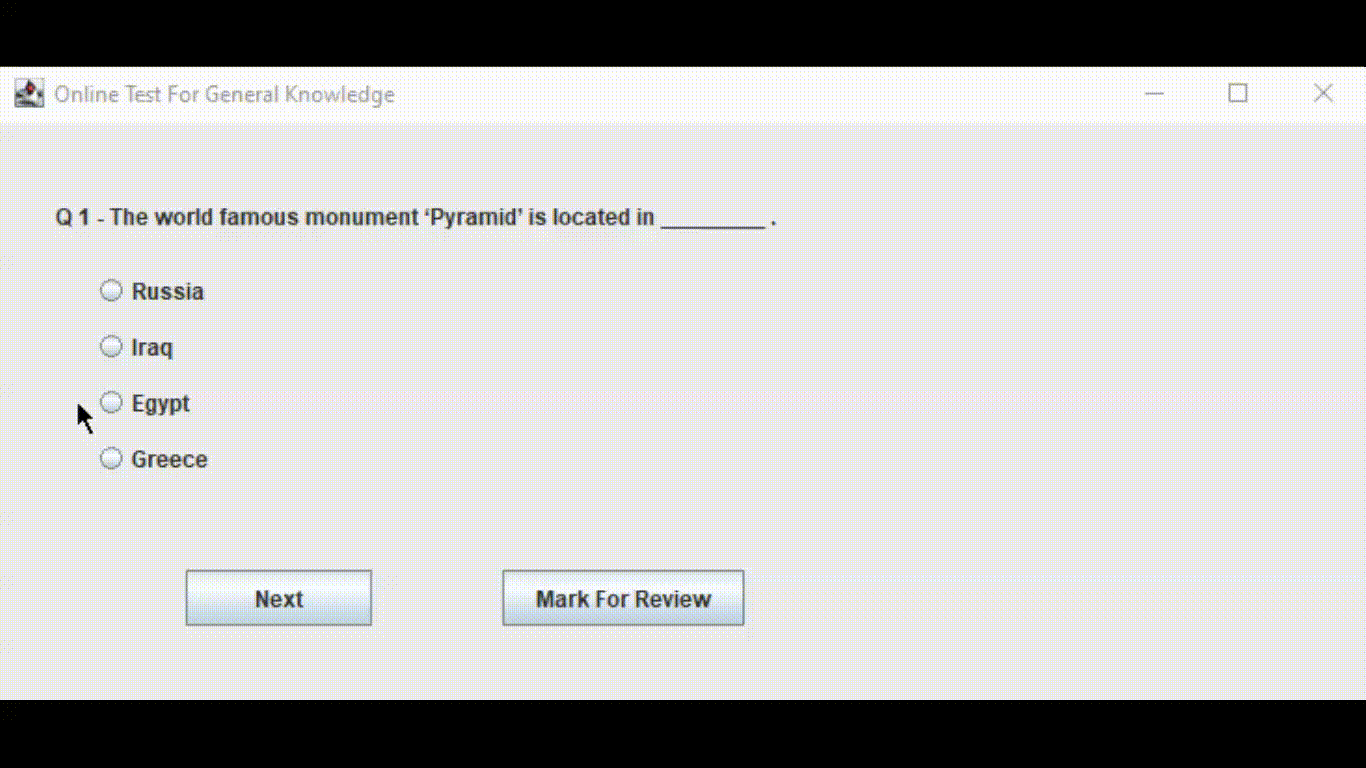 Online Test For General Knowledge
Q 1 - The world famous monument ‘Pyramid’ is located in ________ .
Russia
Iraq
Egypt
Greece
Next Mark For Review